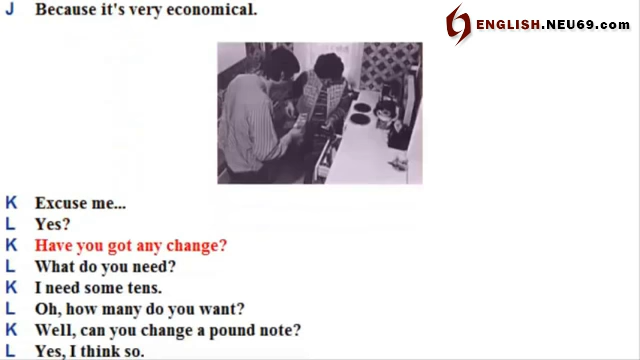 J Because it's very economical.
ENGLISH.NEU69.com
K Excuse me...
L Yes?
K Have you got any change?
L What do you need?
K I need some tens.
L Oh, how many do you want?
K Well, can you change a pound note?
L Yes, I think so.